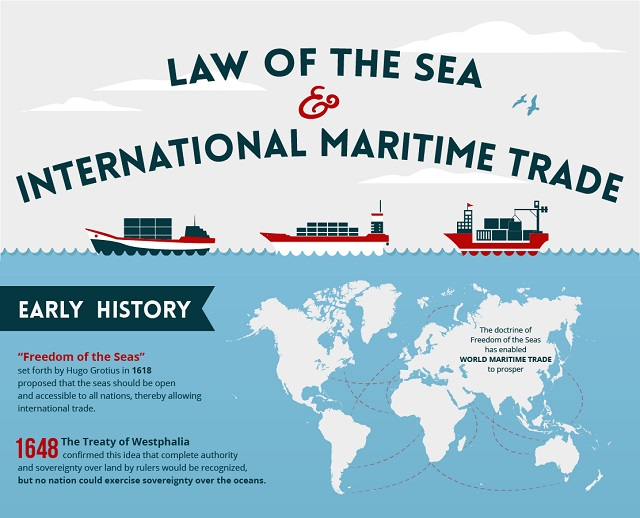 LAW OF THE SEA
&
INTERNATIONAL MARITIME TRADE
EARLY HISTORY
"Freedom of the Seas"
set forth by Hugo Grotius in 1618
proposed that the seas should be open
and accessible to all nations, thereby allowing
international trade.
1648 The Treaty of Westphalia
confirmed this idea that complete authority
and sovereignty over land by rulers would be recognized,
but no nation could exercise sovereignty over the oceans.
The doctrine of
Freedom of the Seas
has enabled
WORLD MARITIME TRADE
to prosper